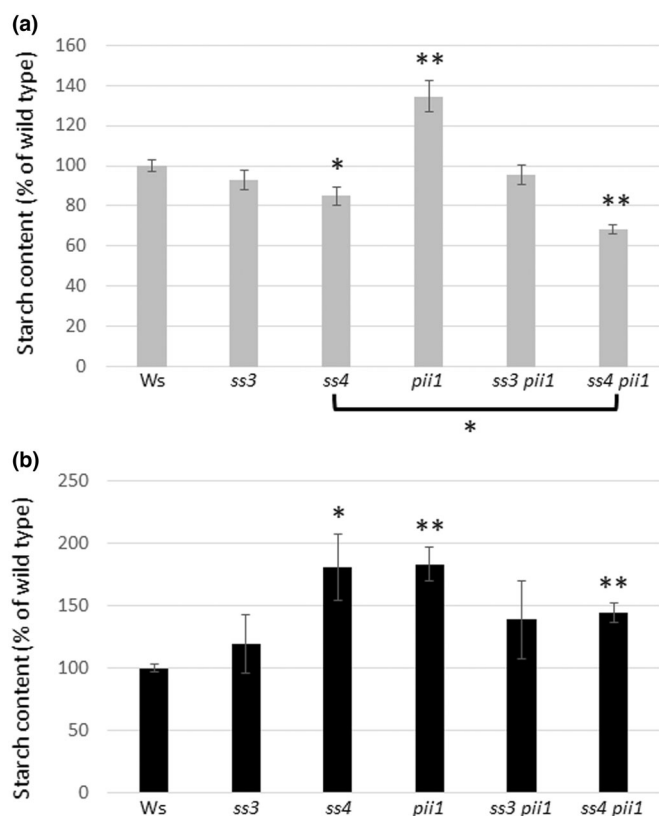 (a)
Starch content (% of wild type)
160
140
120
100
80
60
40
20
0
**
*
**
Ws ss3 ss4 pii1 ss3 pii1 ss4 pii1
*
(b)
Starch content (% of wild type)
250
200
150
100
50
0
* ** **
Ws ss3 ss4 pii1 ss3 pii1 ss4 pii1